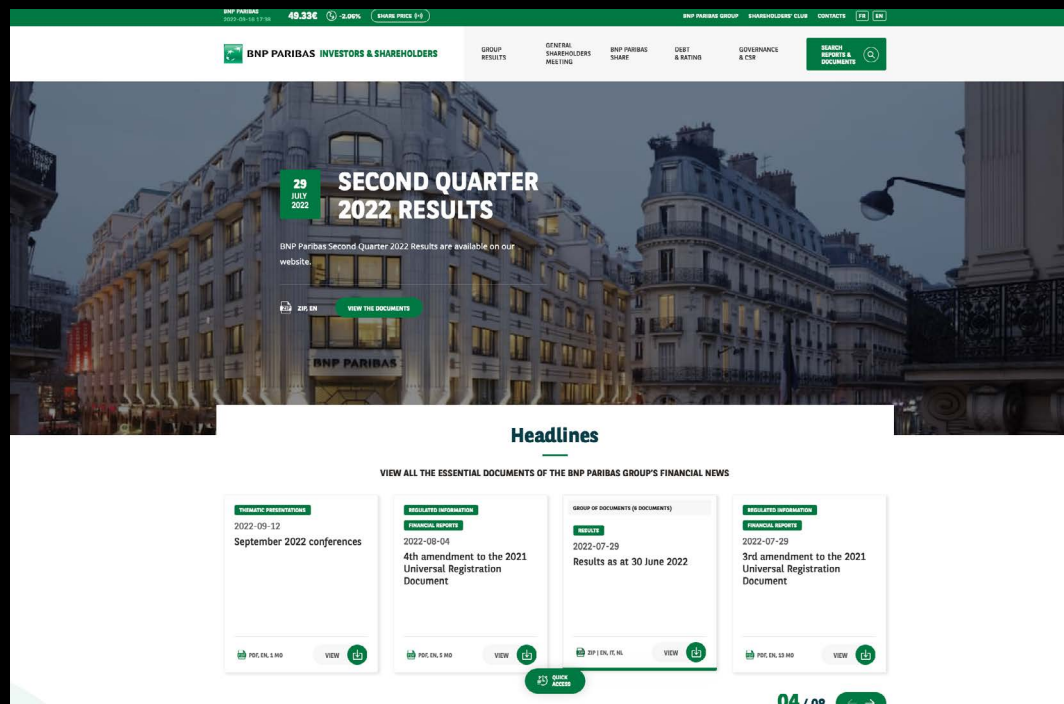 BNP PARIBAS
2022-09-16 17:38
49.33€
-2.06%
SHARE PRICE
BNP PARIBAS GROUP
SHAREHOLDERS' CLUB
CONTACTS
FR
EN
BNP PARIBAS INVESTORS & SHAREHOLDERS
GROUP
RESULTS
GENERAL
SHAREHOLDERS
MEETING
BNP PARIBAS
SHARE
DEBT
& RATING
GOVERNANCE
& CSR
SEARCH
REPORTS &
DOCUMENTS
29
JULY
2022
SECOND QUARTER
2022 RESULTS
BNP Paribas Second Quarter 2022 Results are available on our
website.
ZIP
ZIP, EN
VIEW THE DOCUMENTS
BNP PARIBAS
Headlines
VIEW ALL THE ESSENTIAL DOCUMENTS OF THE BNP PARIBAS GROUP'S FINANCIAL NEWS
THEMATIC PRESENTATIONS
2022-09-12
September 2022 conferences
PDF, EN, 1 MO
VIEW
REGULATED INFORMATION
FINANCIAL REPORTS
2022-08-04
4th amendment to the 2021
Universal Registration
Document
PDF, EN, 5 MO
VIEW
GROUP OF DOCUMENTS (6 DOCUMENTS)
RESULTS
2022-07-29
Results as at 30 June 2022
ZIP | EN, IT, NL
VIEW
REGULATED INFORMATION
FINANCIAL REPORTS
2022-07-29
3rd amendment to the 2021
Universal Registration
Document
PDF, EN, 13 MO
VIEW
QUICK
ACCESS
04 / 08